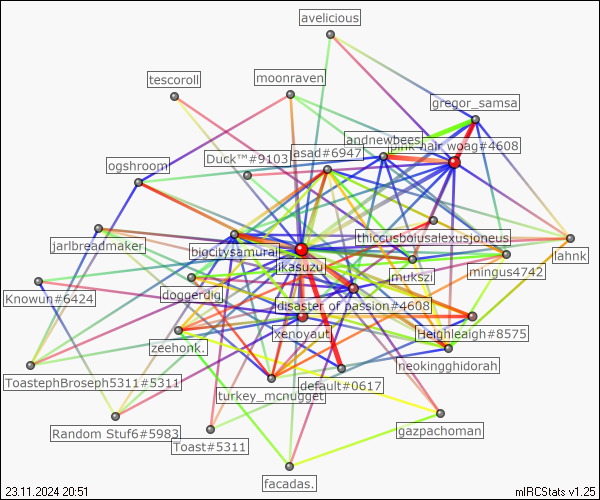 avelicious
tescoroll
moonraven
gregor_samsa
andnewbees
pink hair woag#4608
asad#6947
Duck™#9103
ogshroom
thiccusbolusalexusjoneus
jarlbreadmaker
bigcitysamurai
lahnk
ikasuzu
mukszi
mingus4742
Knowun#6424
doggerdig
disaster of passion#4608
xenoyaut
Heighleaigh#8575
zeehonk.
neokingghidorah
ToastephBroseph5311#5311
default#0617
turkey_mcnugget
Random Stuf6#5983
gazpachoman
Toast#5311
facadas.
23.11.2024 20:51
mIRCStats v1.25